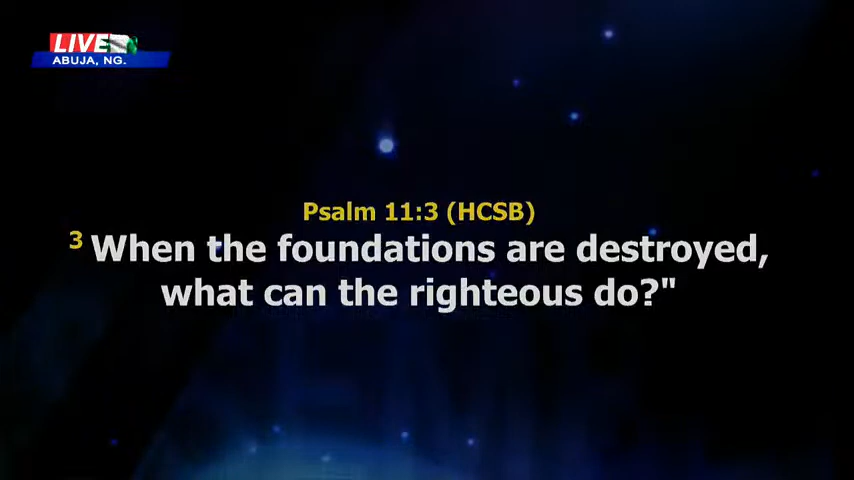 LIVE
ABUJA, NG.
Psalm 11:3 (HCSB)
3 When the foundations are destroyed,
what can the righteous do?"